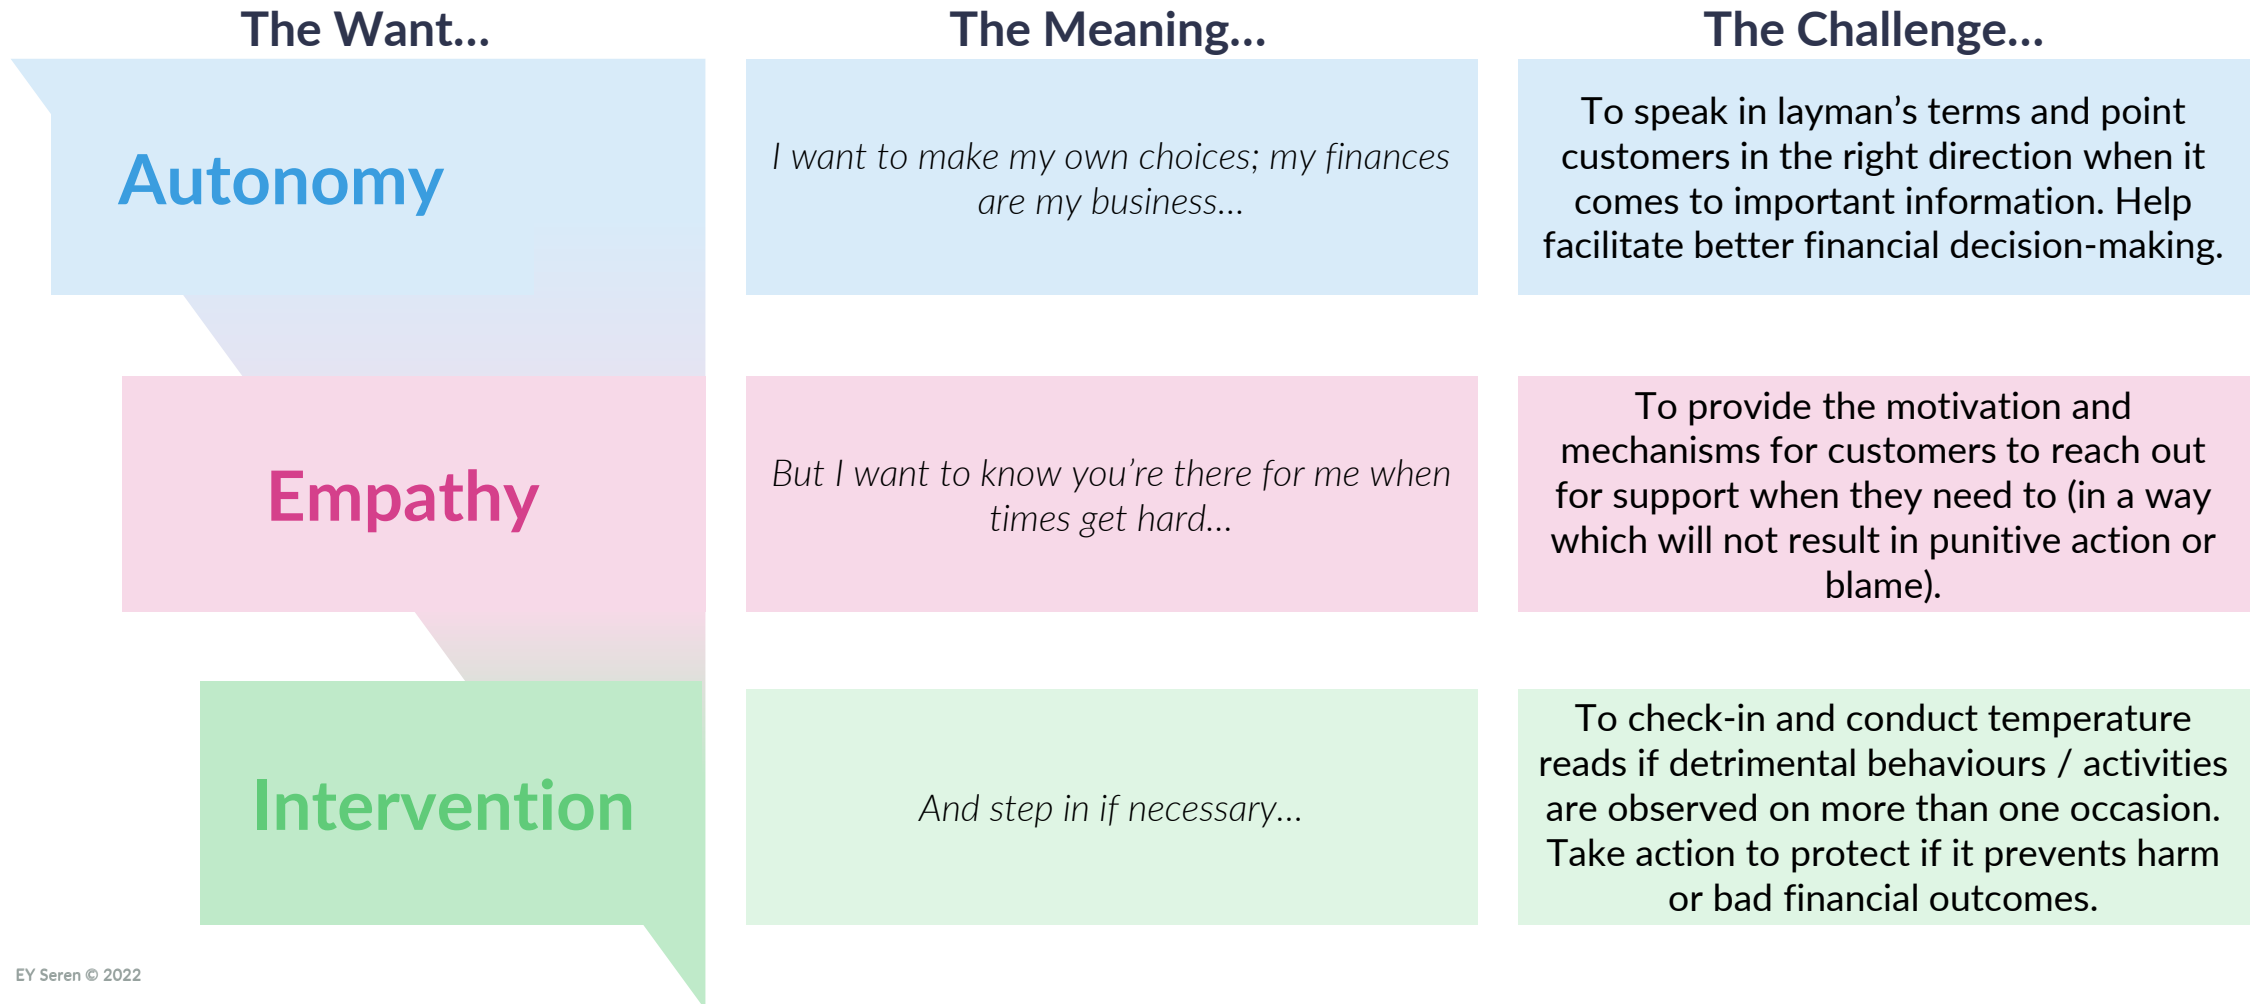 The Want...
The Meaning...
The Challenge...
Autonomy
I want to make my own choices; my finances
are my business...
To speak in layman’s terms and point
customers in the right direction when it
comes to important information. Help
facilitate better financial decision-making.
Empathy
But I want to know you’re there for me when
times get hard...
To provide the motivation and
mechanisms for customers to reach out
for support when they need to (in a way
which will not result in punitive action or
blame).
Intervention
And step in if necessary...
To check-in and conduct temperature
reads if detrimental behaviours / activities
are observed on more than one occasion.
Take action to protect if it prevents harm
or bad financial outcomes.
EY Seren © 2022